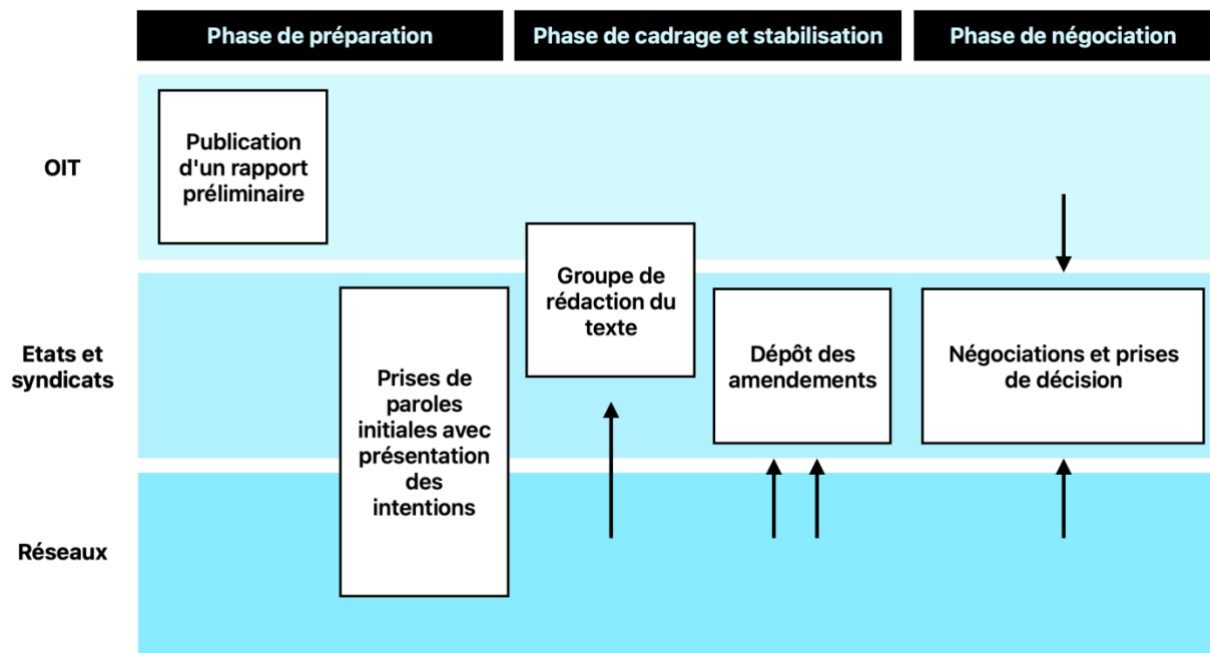 Phase de préparation
Phase de cadrage et stabilisation
Phase de négociation
OIT
Publication
d'un rapport
préliminaire
Groupe de
rédaction du
texte
Etats et
syndicats
Prises de
paroles
initiales avec
présentation
des
intentions
Dépôt des
amendements
Négociations et prises
de décision
Réseaux